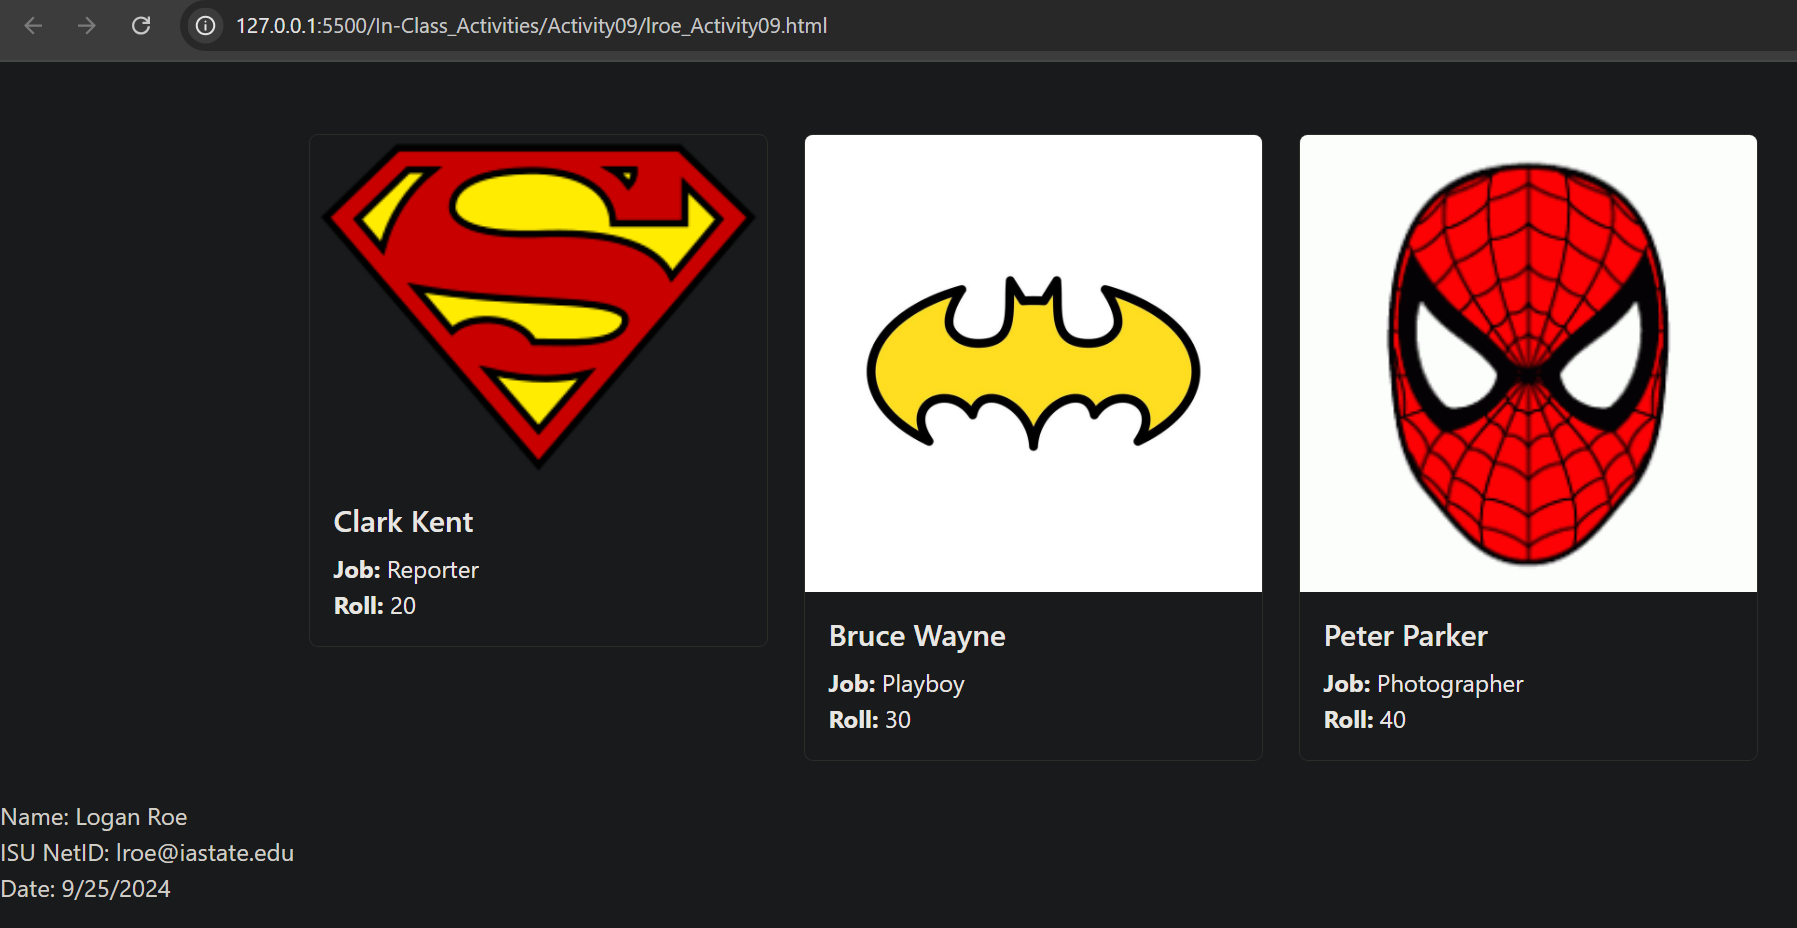 127.0.0.1:5500/In-Class_Activities/Activity09/lroe_Activity09.html
S
Clark Kent
Job: Reporter
Roll: 20
Bruce Wayne
Job: Playboy
Roll: 30
Peter Parker
Job: Photographer
Roll: 40
Name: Logan Roe
ISU NetID: lroe@iastate.edu
Date: 9/25/2024